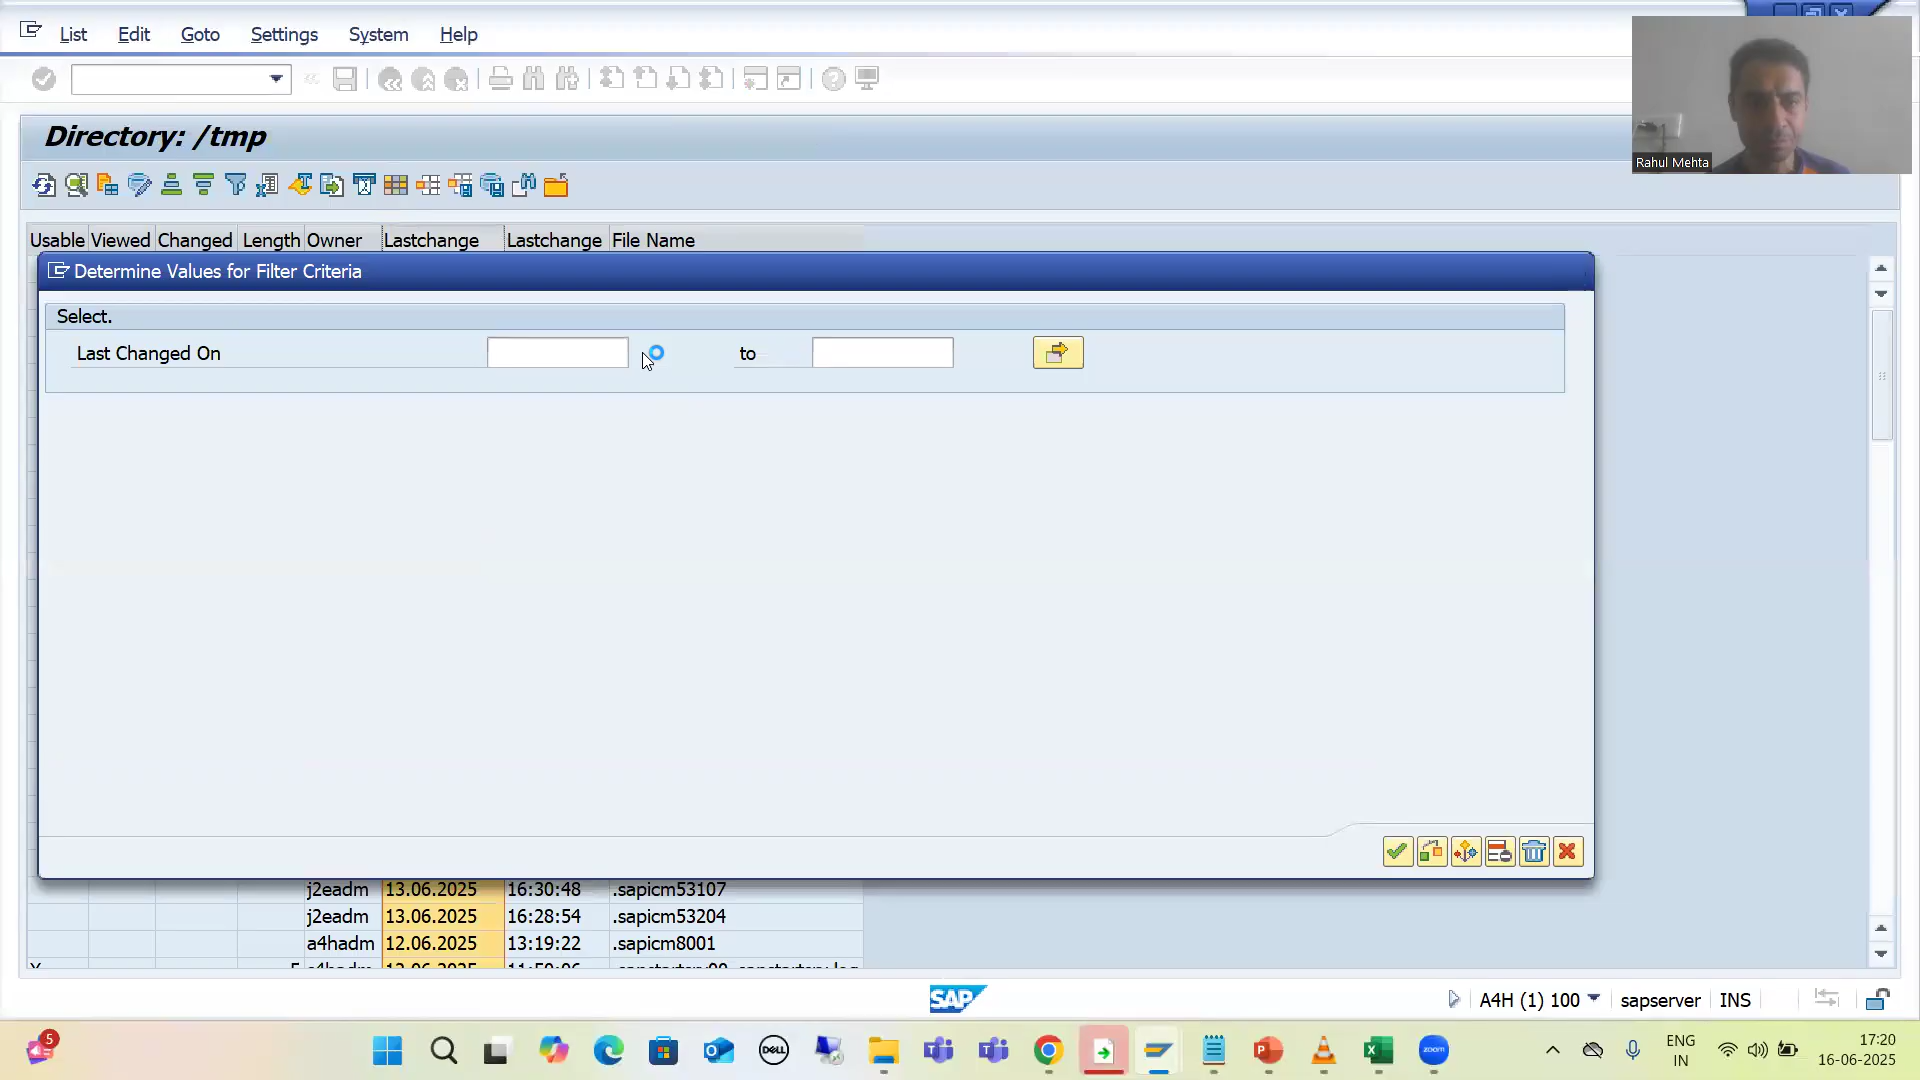 List Edit Goto Settings System Help
Directory: /tmp
Rahul Mehta
Usable Viewed Changed Length Owner Lastchange Lastchange File Name
Determine Values for Filter Criteria
Select.
Last Changed On to
j2eadm 13.06.2025 16:30:48 .sapicm53107
j2eadm 13.06.2025 16:28:54 .sapicm53204
a4hadm 12.06.2025 13:19:22 .sapicm8001
SAP A4H (1) 100 sapserver INS
5
DELL
zoom
ENG
IN
17:20
16-06-2025